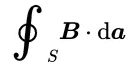 ∮_S 𝑩 · d𝒂